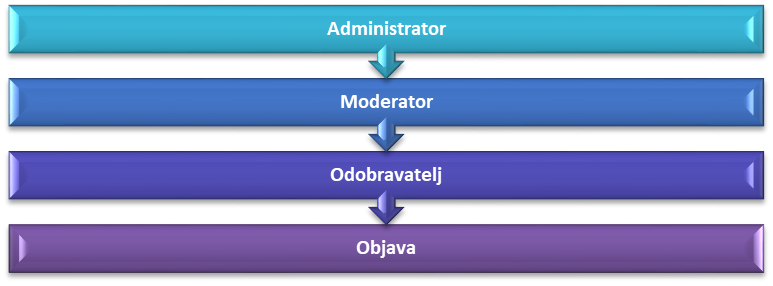 Administrator
Moderator
Odobravatelj
Objava